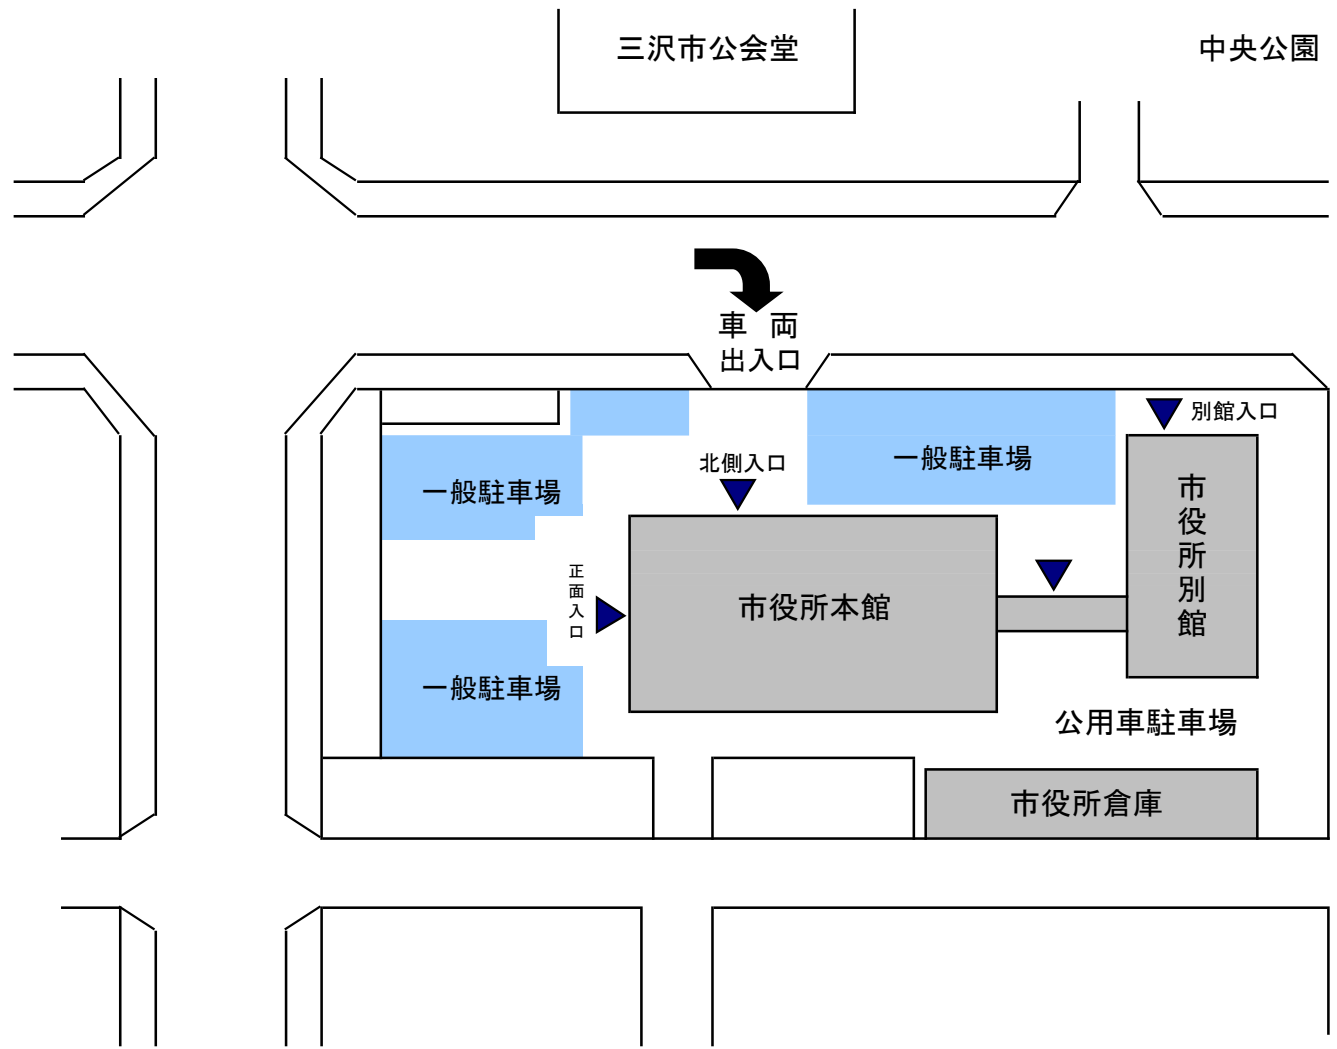 三沢市公会堂
中央公園
車 両
出入口
別館入口
北側入口
一般駐車場
一般駐車場
市役所別館
正面入口
市役所本館
一般駐車場
公用車駐車場
市役所倉庫